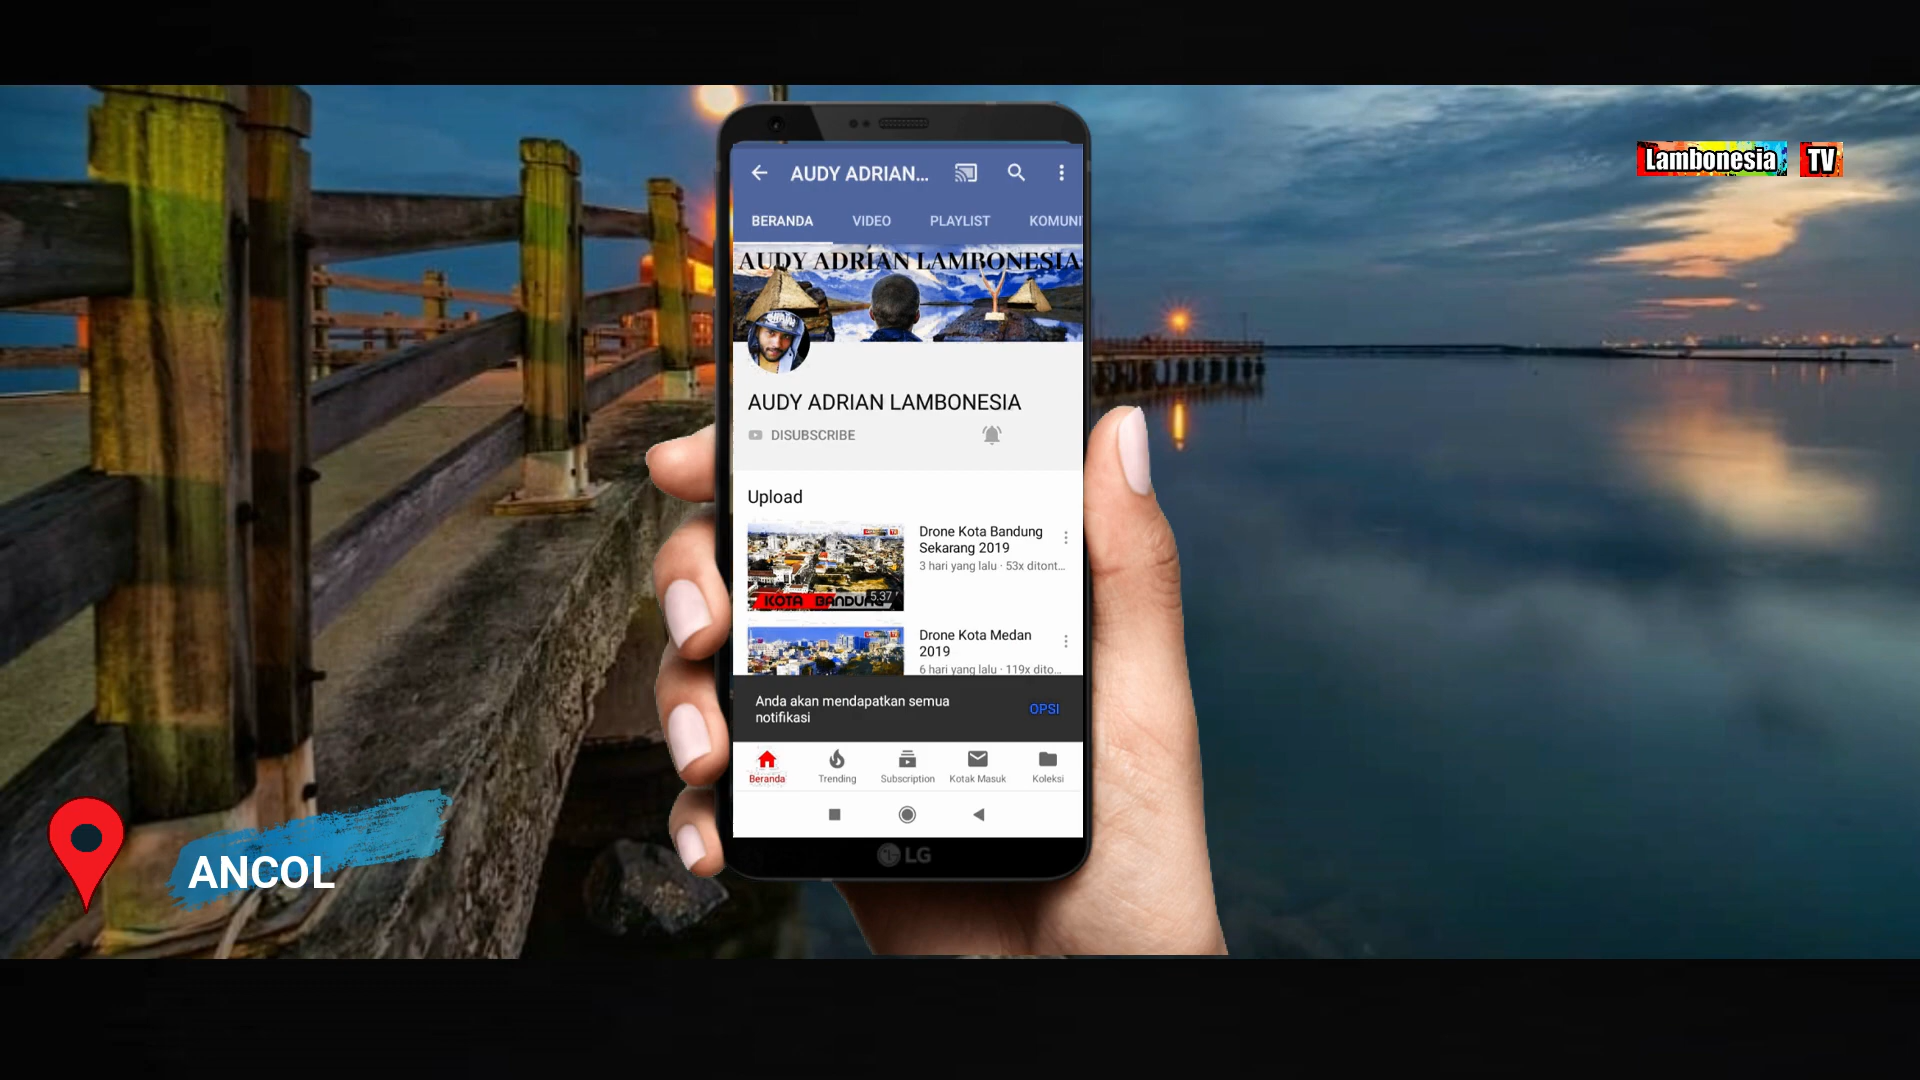 Lambonesia TV
AUDY ADRIAN...
BERANDA VIDEO PLAYLIST KOMUNI
AUDY ADRIAN LAMBONESIA
AUDY ADRIAN LAMBONESIA
DISUBSCRIBE
Upload
Drone Kota Bandung
Sekarang 2019
3 hari yang lalu · 53x ditont...
5.37
KOTA BANDUNG
Drone Kota Medan
2019
6 hari yang lalu · 119x dito...
Anda akan mendapatkan semua
notifikasi
OPSI
Beranda Trending Subscription Kotak Masuk Koleksi
LG
ANCOL